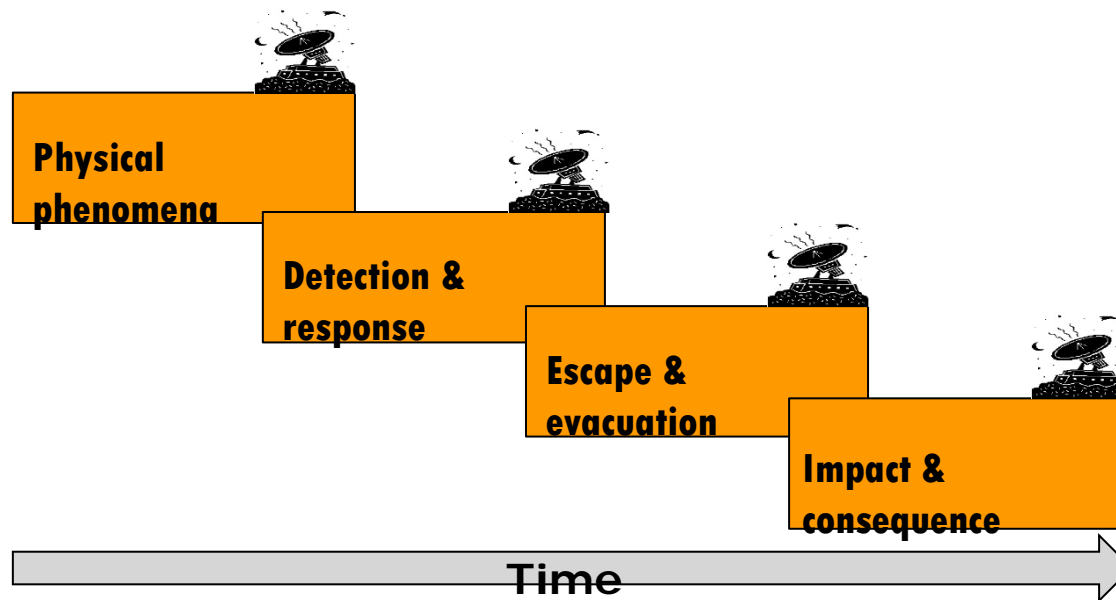 Physical
phenomena
Detection &
response
Escape &
evacuation
Impact &
consequence
Time